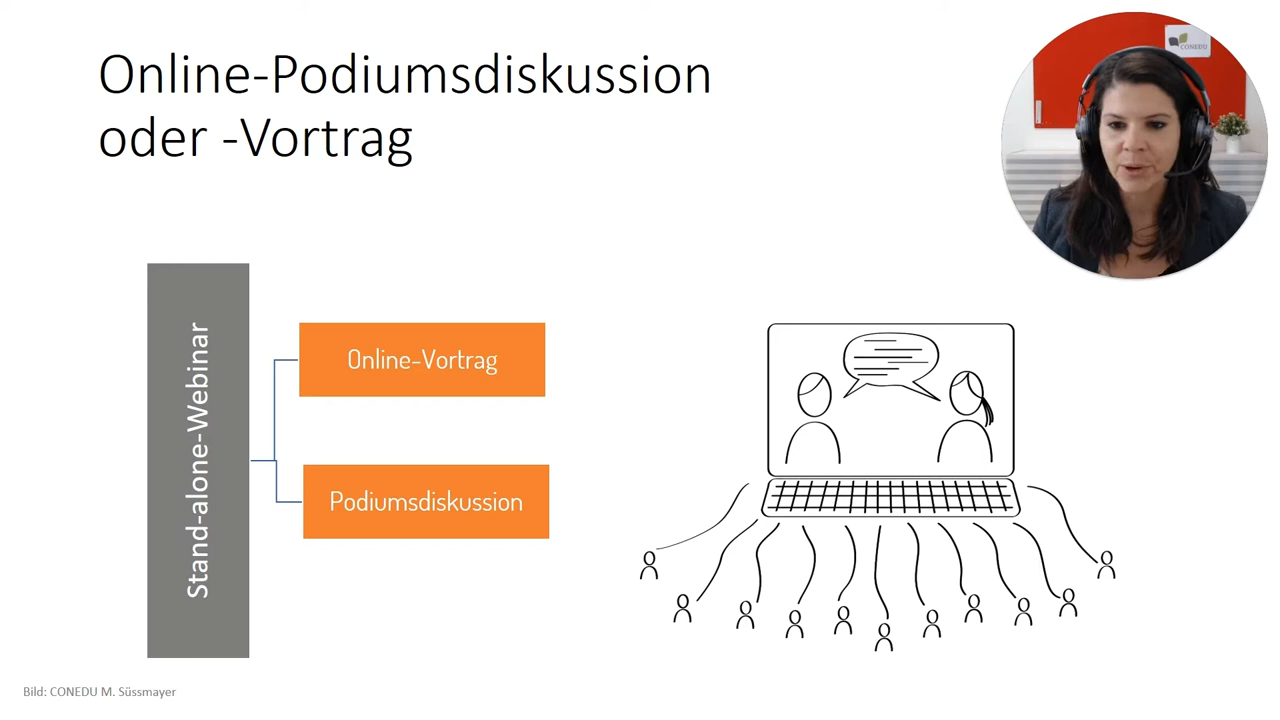 Online-Podiumsdiskussion
oder -Vortrag
CONEDU
Stand-alone-Webinar
Online-Vortrag
Podiumsdiskussion
Bild: CONEDU M. Süssmayer